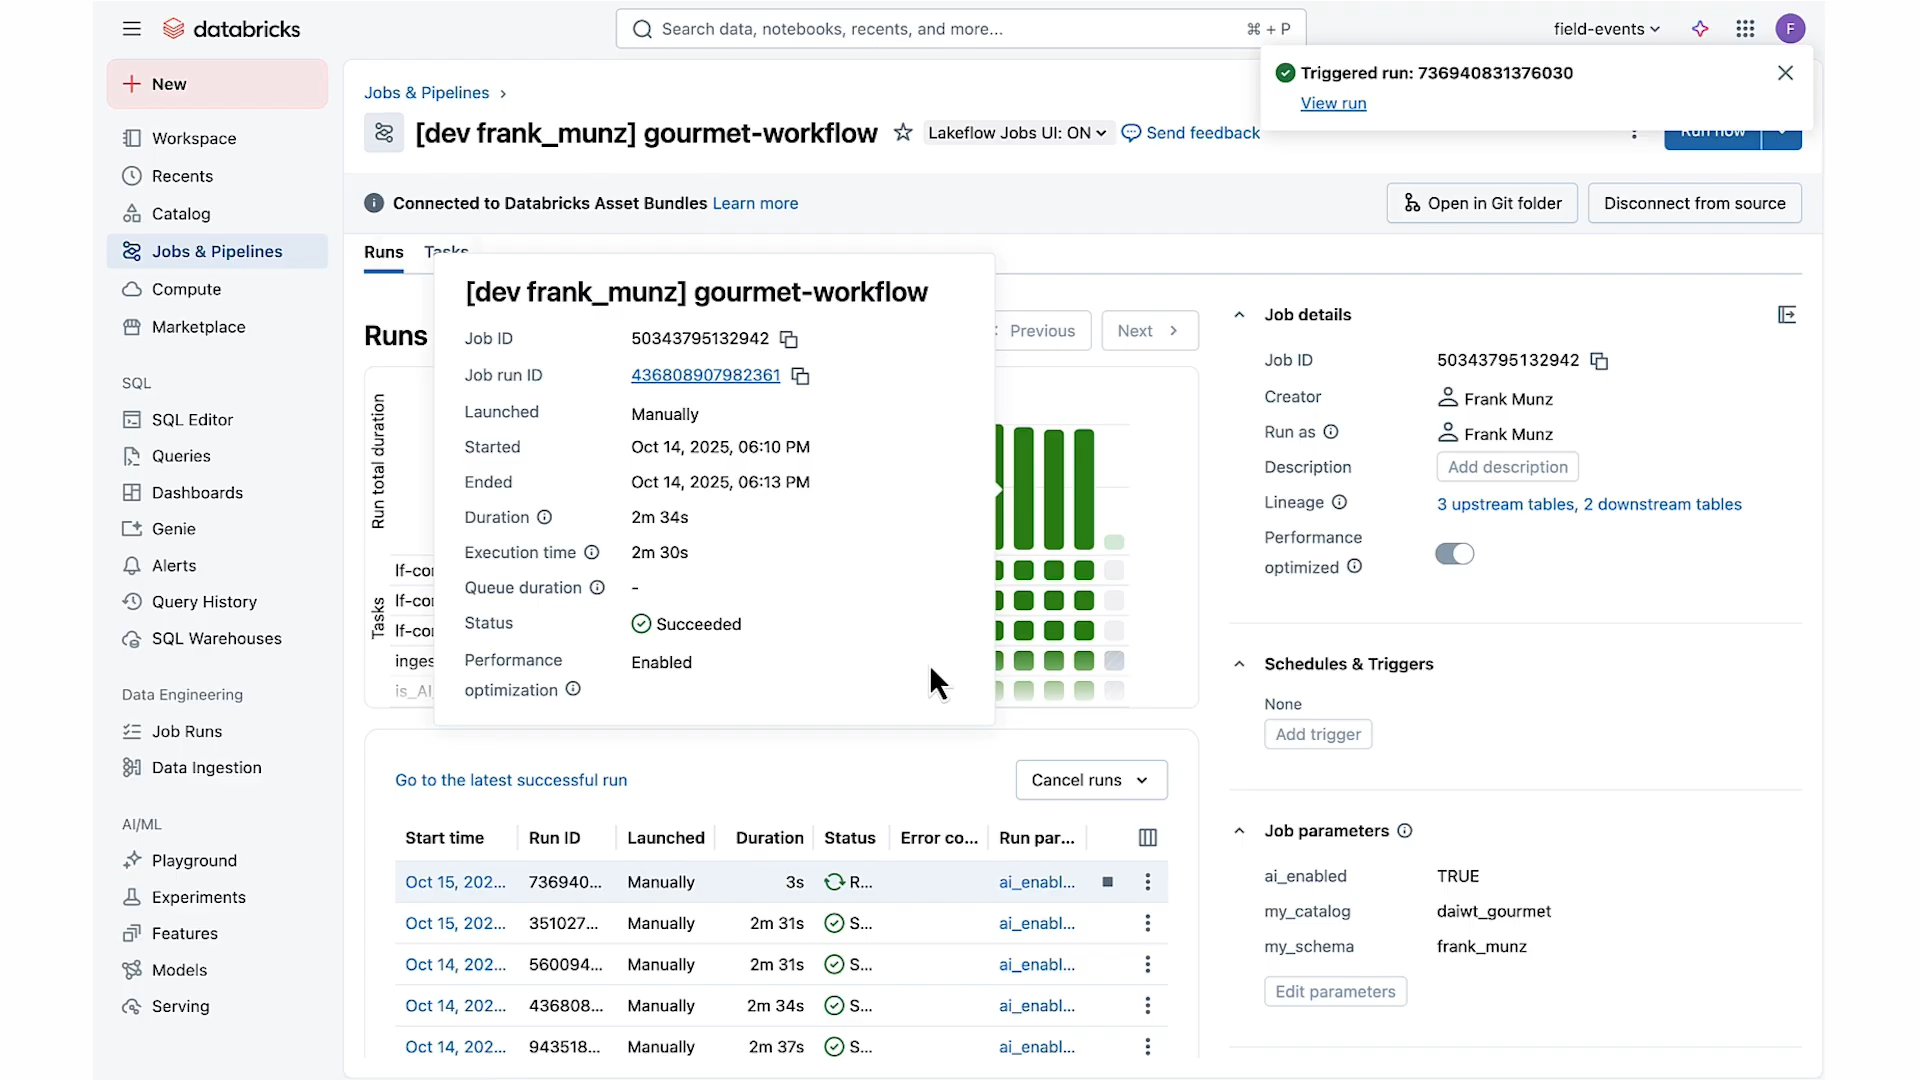 databricks
Search data, notebooks, recents, and more...
⌘ + P
field-events
F
New
Workspace
Recents
Catalog
Jobs & Pipelines
Compute
Marketplace
SQL
SQL Editor
Queries
Dashboards
Genie
Alerts
Query History
SQL Warehouses
Data Engineering
Job Runs
Data Ingestion
AI/ML
Playground
Experiments
Features
Models
Serving
Triggered run: 736940831376030
View run
Jobs & Pipelines
[dev frank_munz] gourmet-workflow
Lakeflow Jobs UI: ON
Send feedback
Run now
Connected to Databricks Asset Bundles Learn more
Open in Git folder
Disconnect from source
Runs
Tasks
Runs
Previous
Next
Run total duration
Tasks
If-con
If-con
If-con
inges
is_AI_
[dev frank_munz] gourmet-workflow
Job ID 50343795132942
Job run ID 436808907982361
Launched Manually
Started Oct 14, 2025, 06:10 PM
Ended Oct 14, 2025, 06:13 PM
Duration 2m 34s
Execution time 2m 30s
Queue duration -
Status Succeeded
Performance optimization Enabled
Go to the latest successful run
Cancel runs
Start time Run ID Launched Duration Status Error co... Run par...
Oct 15, 202... 736940... Manually 3s R... ai_enabl...
Oct 15, 202... 351027... Manually 2m 31s S... ai_enabl...
Oct 14, 202... 560094... Manually 2m 31s S... ai_enabl...
Oct 14, 202... 436808... Manually 2m 34s S... ai_enabl...
Oct 14, 202... 943518... Manually 2m 37s S... ai_enabl...
Job details
Job ID 50343795132942
Creator Frank Munz
Run as Frank Munz
Description Add description
Lineage 3 upstream tables, 2 downstream tables
Performance optimized
Schedules & Triggers
None
Add trigger
Job parameters
ai_enabled TRUE
my_catalog daiwt_gourmet
my_schema frank_munz
Edit parameters